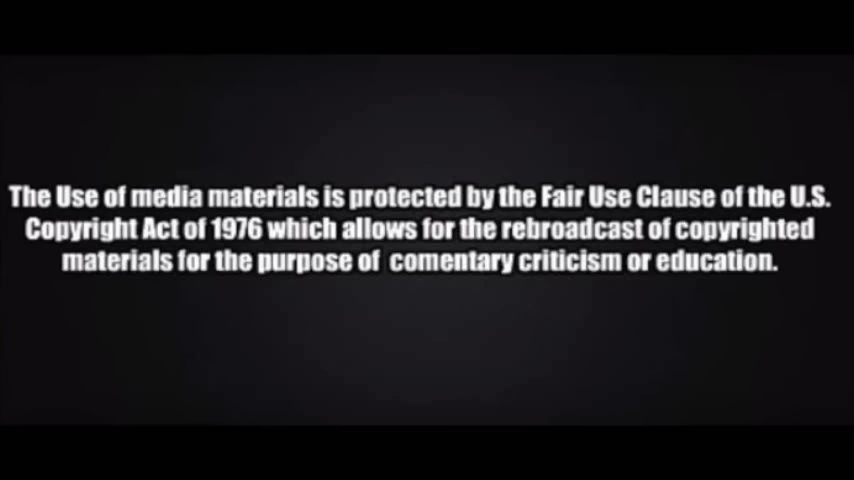 The Use of media materials is protected by the Fair Use Clause of the U.S.
Copyright Act of 1976 which allows for the rebroadcast of copyrighted
materials for the purpose of comentary criticism or education.